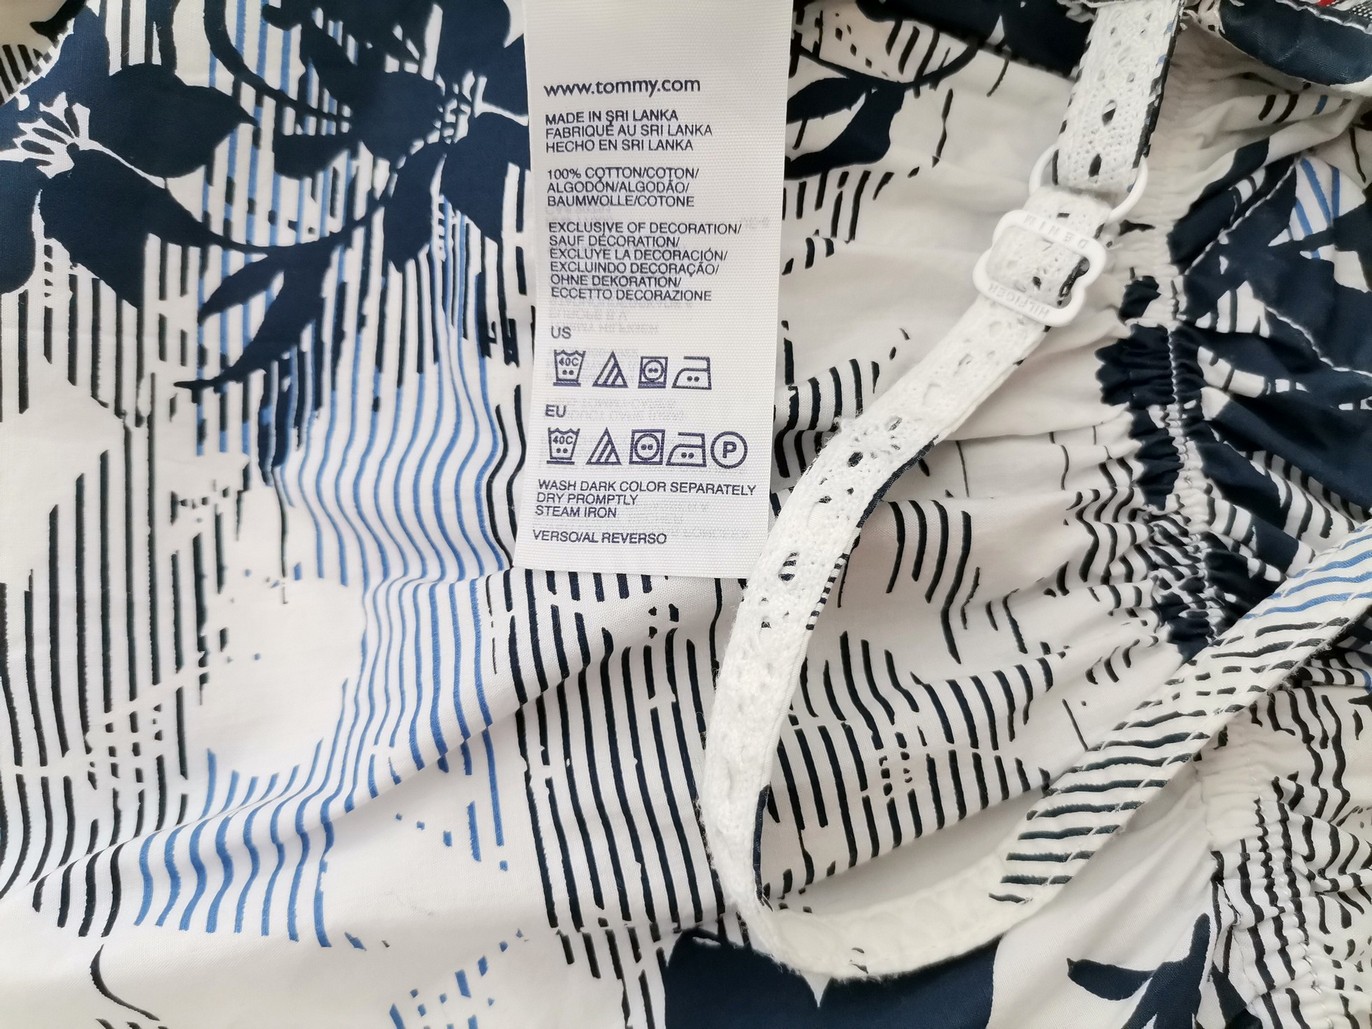 www.tommy.com
MADE IN SRI LANKA
FABRIQUÉ AU SRI LANKA
HECHO EN SRI LANKA
100% COTTON/COTON/
ALGODÓN/ALGODÃO/
BAUMWOLLE/COTONE
EXCLUSIVE OF DECORATION/
SAUF DÉCORATION/
EXCLUYE LA DECORACIÓN/
EXCLUINDO DECORAÇÃO/
OHNE DEKORATION/
ECCETTO DECORAZIONE
US
40C
EU
40C
P
WASH DARK COLOR SEPARATELY
DRY PROMPTLY
STEAM IRON
VERSO/AL REVERSO
HILFIGER